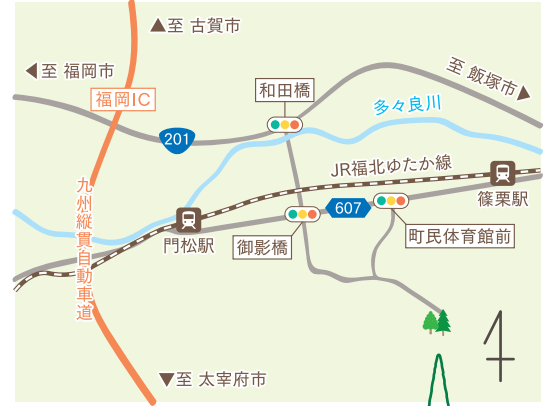 ▲至 古賀市
◀至 福岡市
至 飯塚市▶
福岡IC
和田橋
多々良川
201
JR福北ゆたか線
九州縦貫自動車道
607
篠栗駅
門松駅
御影橋
町民体育館前
▼至 太宰府市